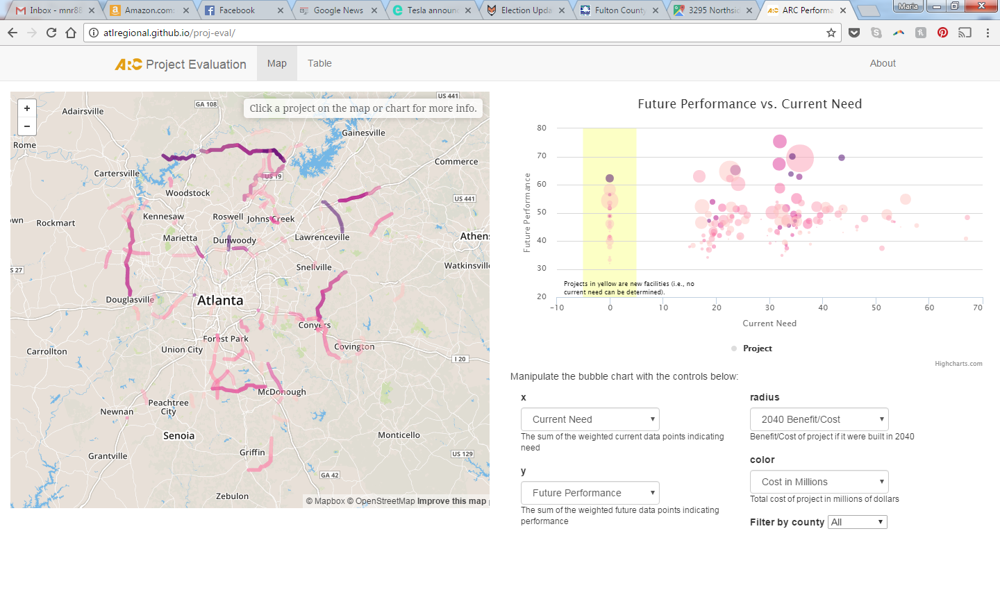 Inbox - mnr88
Amazon.com:
Facebook
Google News
Tesla announ
Election Upda
Fulton County
3295 Northsid
ARC Performa
Maria
atlregional.github.io/proj-eval/
ARC Project Evaluation
Map
Table
About
+
−
Click a project on the map or chart for more info.
US 441
GA 108
Adairsville
Gainesville
Rome
Commerce
Cartersville
US 19
Woodstock
US 441
Kennesaw
Roswell
Johns Creek
Rockmart
Marietta
Dunwoody
Lawrenceville
Athens
Snellville
Watkinsville
S 27
Douglasville
Atlanta
Conyers
Forest Park
Carrollton
Union City
Covington
I 20
McDonough
Peachtree
City
Newnan
Senoia
Monticello
Griffin
Grantville
US 129
GA 42
Zebulon
© Mapbox © OpenStreetMap Improve this map
Future Performance vs. Current Need
Future Performance
80
70
60
50
40
30
20
Projects in yellow are new facilities (i.e., no
current need can be determined).
-10
0
10
20
30
40
50
60
70
Current Need
Project
Highcharts.com
Manipulate the bubble chart with the controls below:
x
Current Need
The sum of the weighted current data points indicating
need
y
Future Performance
The sum of the weighted future data points indicating
performance
radius
2040 Benefit/Cost
Benefit/Cost of project if it were built in 2040
color
Cost in Millions
Total cost of project in millions of dollars
Filter by county All